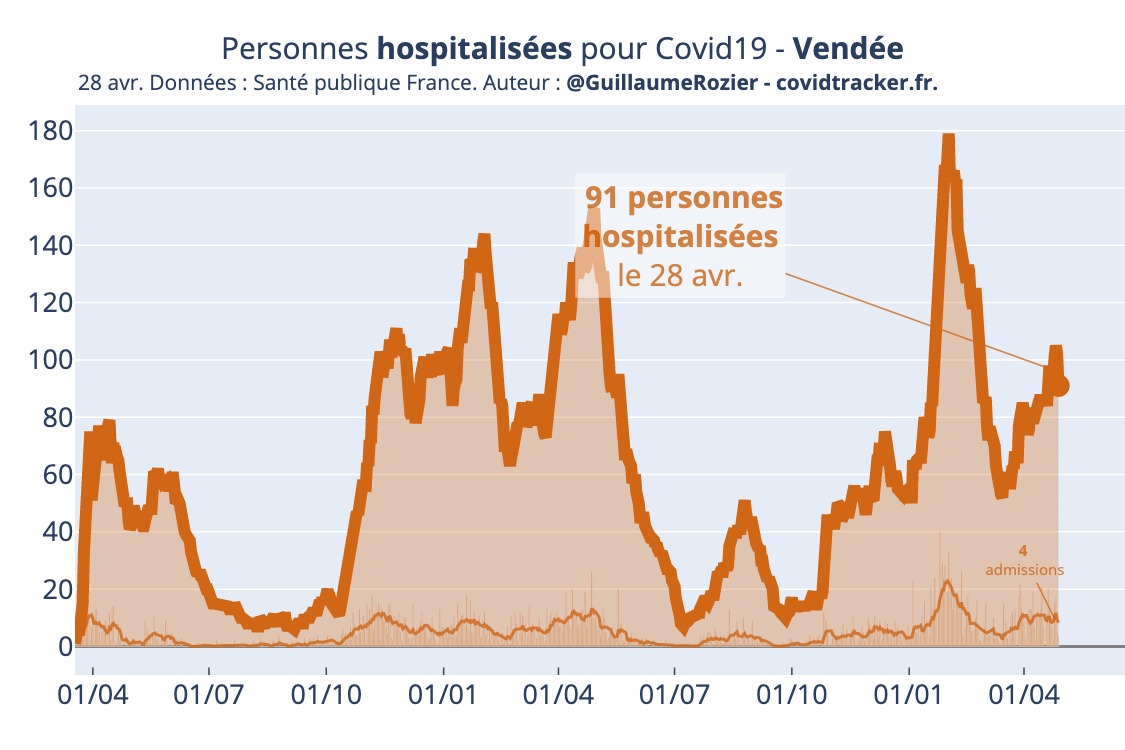 Personnes hospitalisées pour Covid19 - Vendée
28 avr. Données : Santé publique France. Auteur : @GuillaumeRozier - covidtracker.fr.
180
160
140
120
100
80
60
40
20
0
91 personnes
hospitalisées
le 28 avr.
4
admissions
01/04 01/07 01/10 01/01 01/04 01/07 01/10 01/01 01/04